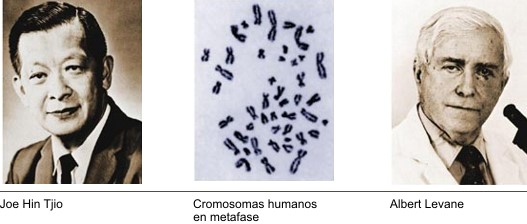 Joe Hin Tjio
Cromosomas humanos
en metafase
Albert Levane